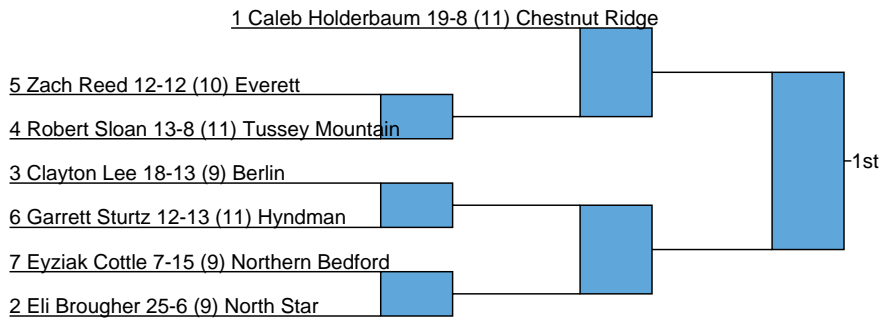 1 Caleb Holderbaum 19-8 (11) Chestnut Ridge
5 Zach Reed 12-12 (10) Everett
4 Robert Sloan 13-8 (11) Tussey Mountain
3 Clayton Lee 18-13 (9) Berlin
1st
6 Garrett Sturtz 12-13 (11) Hyndman
7 Eyziak Cottle 7-15 (9) Northern Bedford
2 Eli Brougher 25-6 (9) North Star